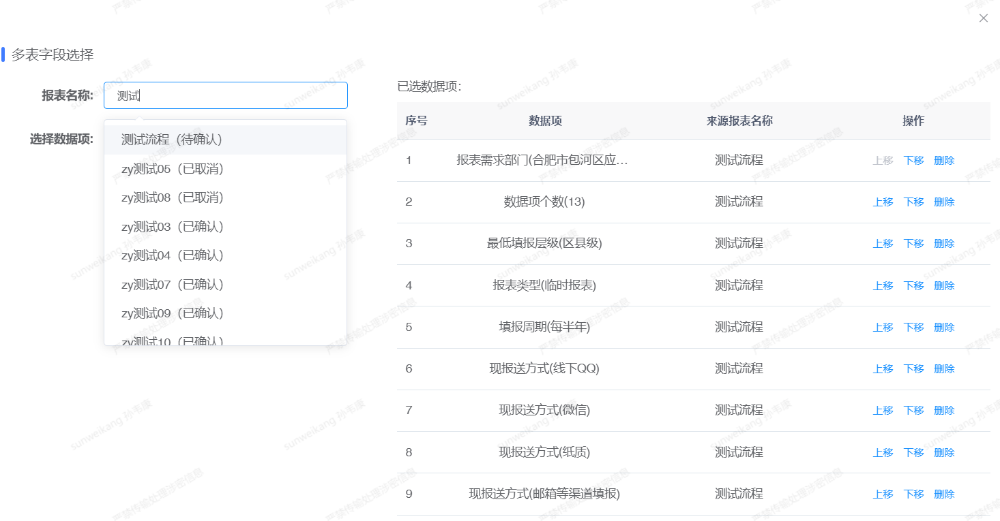 多表字段选择
报表名称:
测试
选择数据项:
测试流程（待确认）
zy测试05（已取消）
zy测试08（已取消）
zy测试03（已确认）
zy测试04（已确认）
zy测试07（已确认）
zy测试09（已确认）
zy测试10（已确认）
已选数据项:
序号 数据项 来源报表名称 操作
1 报表需求部门(合肥市包河区应... 测试流程 上移 下移 删除
2 数据项个数(13) 测试流程 上移 下移 删除
3 最低填报层级(区县级) 测试流程 上移 下移 删除
4 报表类型(临时报表) 测试流程 上移 下移 删除
5 填报周期(每半年) 测试流程 上移 下移 删除
6 现报送方式(线下QQ) 测试流程 上移 下移 删除
7 现报送方式(微信) 测试流程 上移 下移 删除
8 现报送方式(纸质) 测试流程 上移 下移 删除
9 现报送方式(邮箱等渠道填报) 测试流程 上移 下移 删除
sunweikang 孙韦康
严禁传输处理涉密信息